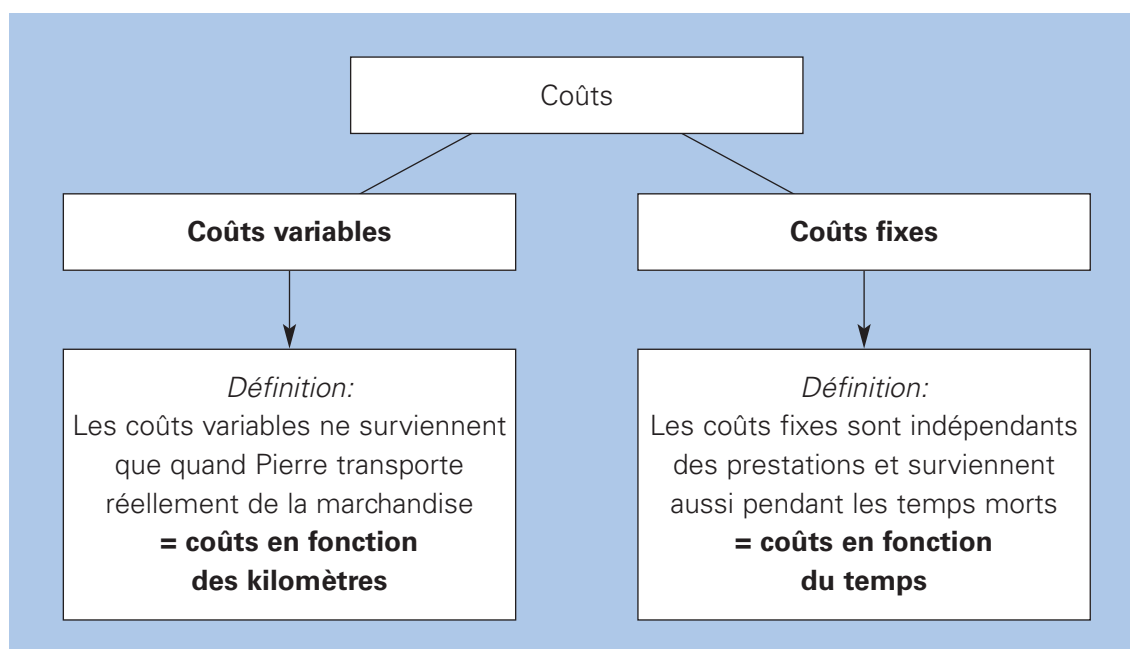 Coûts
Coûts variables
Coûts fixes
Définition:
Les coûts variables ne surviennent
que quand Pierre transporte
réellement de la marchandise
= coûts en fonction
des kilomètres
Définition:
Les coûts fixes sont indépendants
des prestations et surviennent
aussi pendant les temps morts
= coûts en fonction
du temps